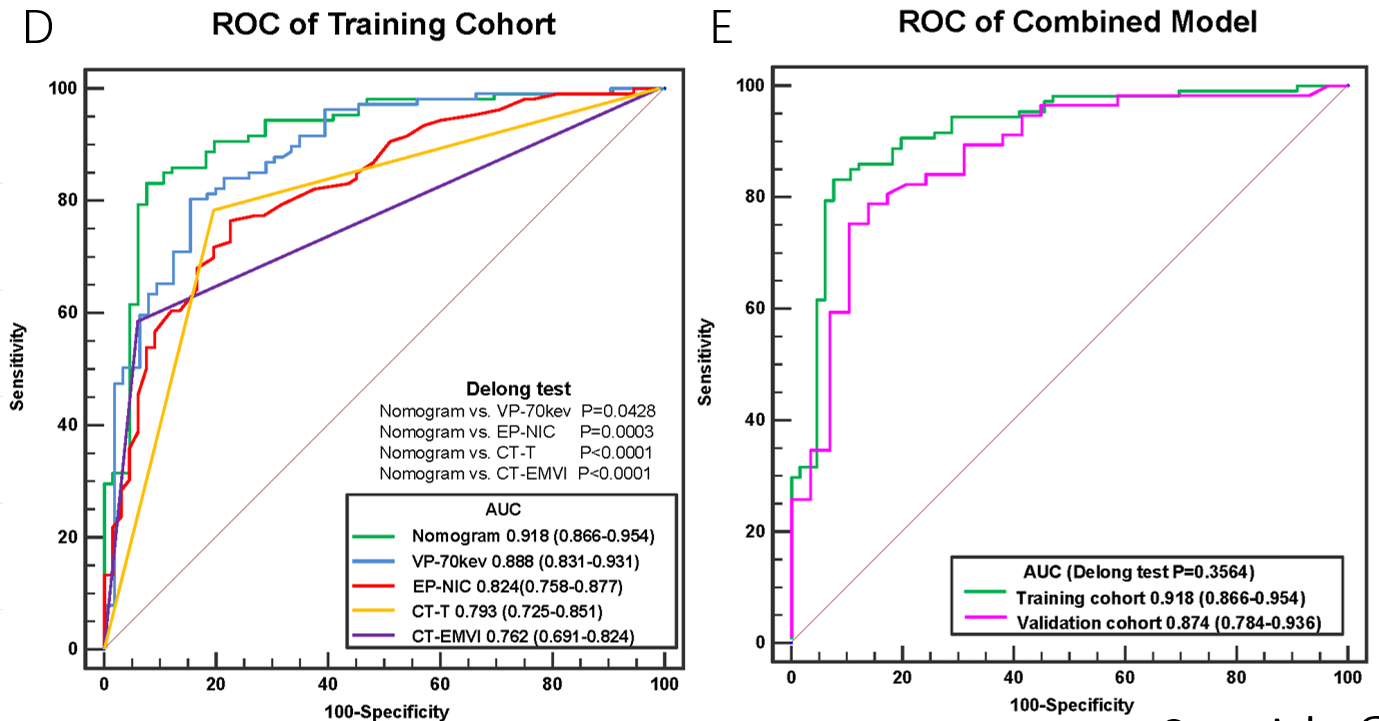 D
ROC of Training Cohort
100
80
60
40
20
0
Sensitivity
Delong test
Nomogram vs. VP-70kev P=0.0428
Nomogram vs. EP-NIC P=0.0003
Nomogram vs. CT-T P<0.0001
Nomogram vs. CT-EMVI P<0.0001
AUC
Nomogram 0.918 (0.866-0.954)
VP-70kev 0.888 (0.831-0.931)
EP-NIC 0.824(0.758-0.877)
CT-T 0.793 (0.725-0.851)
CT-EMVI 0.762 (0.691-0.824)
0 20 40 60 80 100
100-Specificity
E
ROC of Combined Model
100
80
60
40
20
0
Sensitivity
AUC (Delong test P=0.3564)
Training cohort 0.918 (0.866-0.954)
Validation cohort 0.874 (0.784-0.936)
0 20 40 60 80 100
100-Specificity